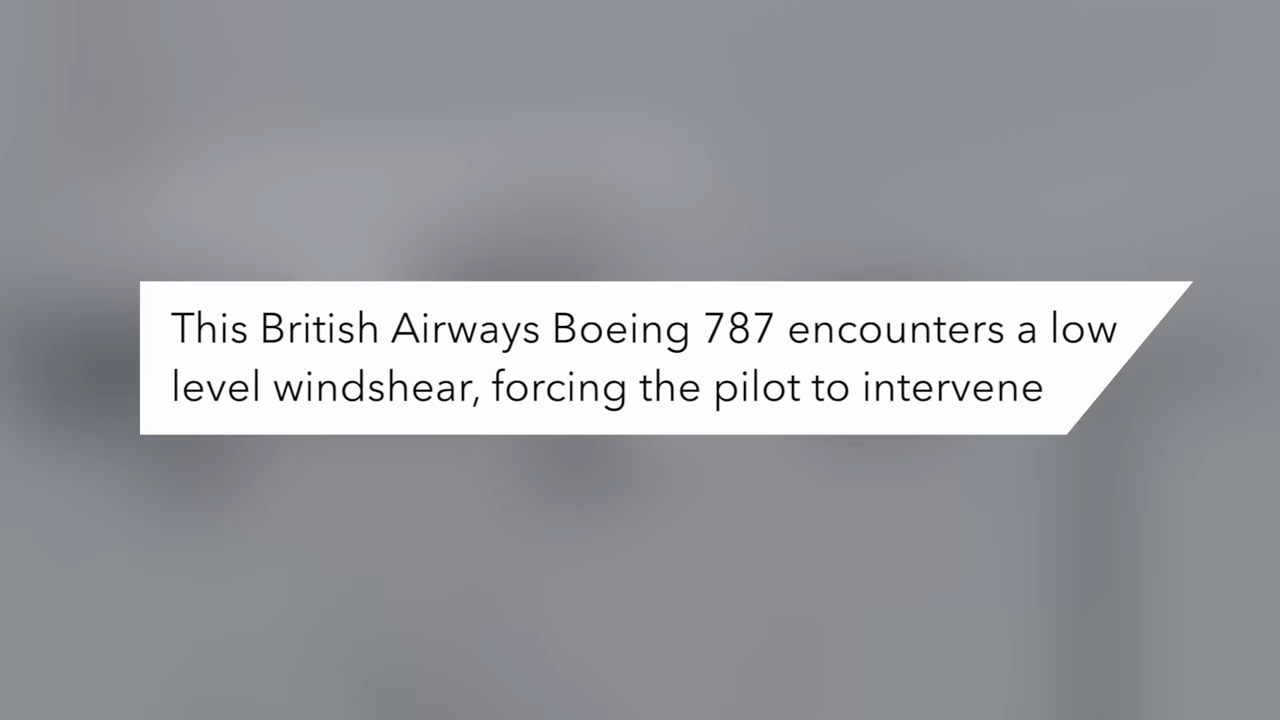 This British Airways Boeing 787 encounters a low
level windshear, forcing the pilot to intervene